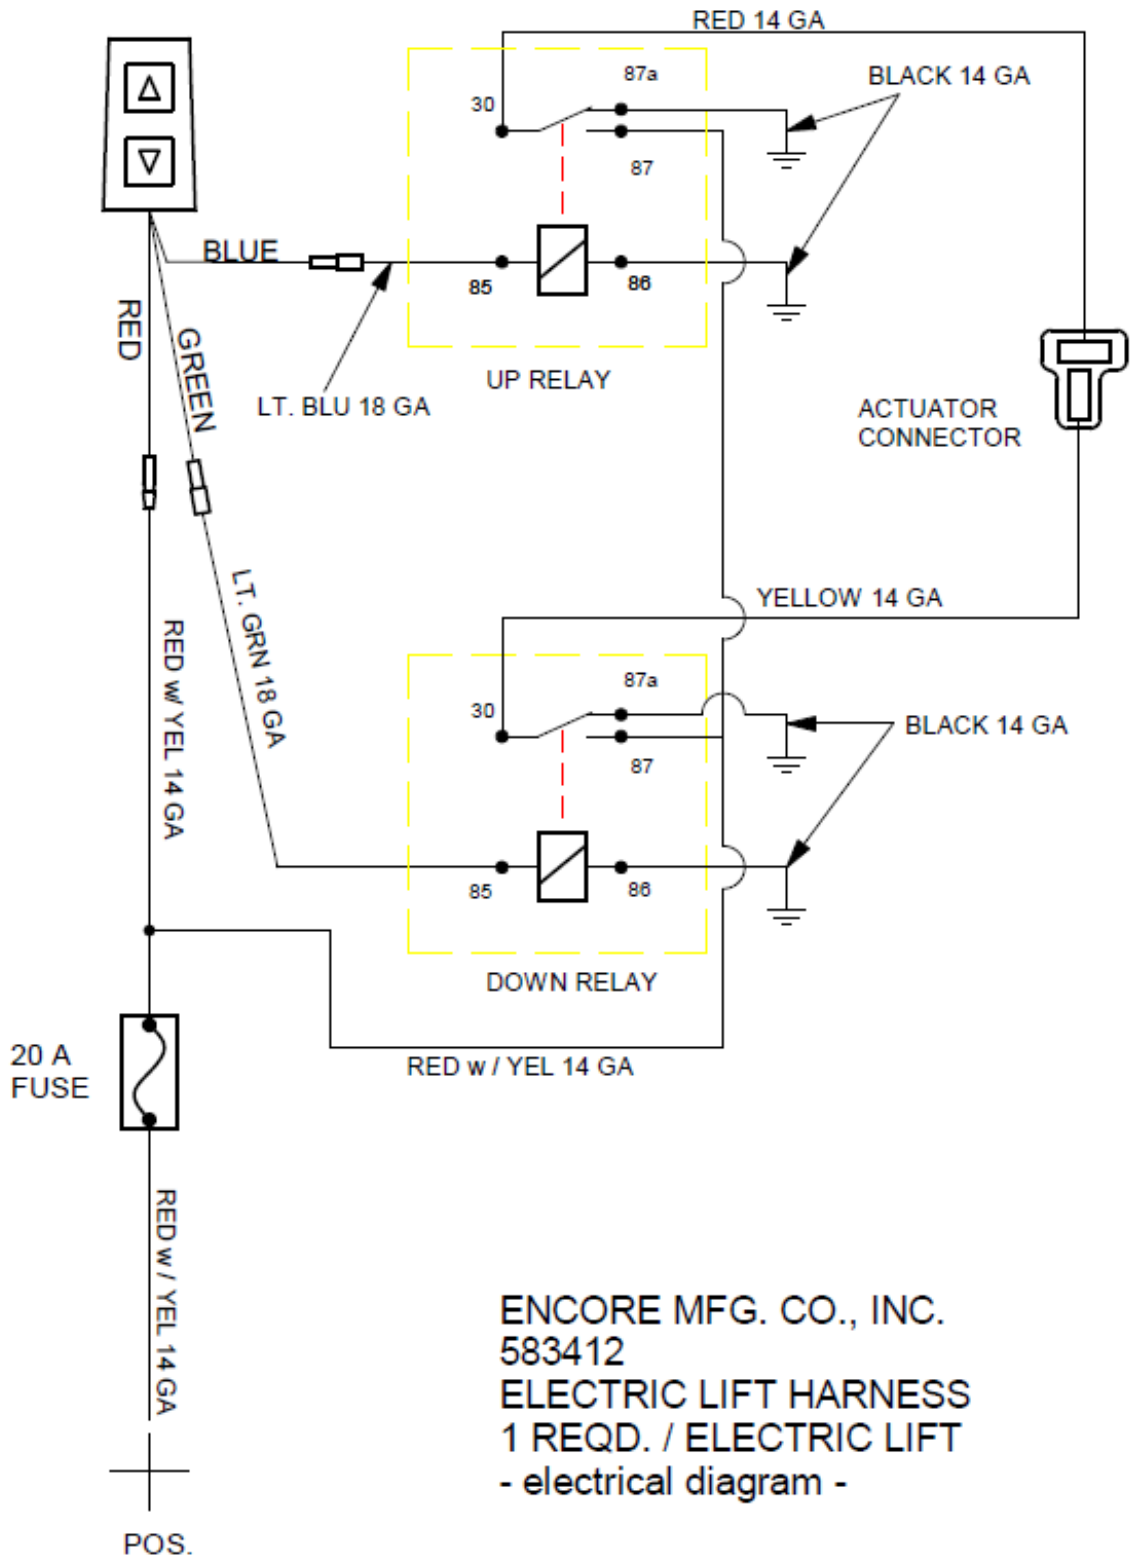 RED 14 GA
87a
BLACK 14 GA
30
87
BLUE
85
86
RED
GREEN
UP RELAY
LT. BLU 18 GA
ACTUATOR
CONNECTOR
LT. GRN 18 GA
YELLOW 14 GA
RED w/ YEL 14 GA
87a
30
BLACK 14 GA
87
85
86
DOWN RELAY
20 A
FUSE
RED w / YEL 14 GA
RED w / YEL 14 GA
ENCORE MFG. CO., INC.
583412
ELECTRIC LIFT HARNESS
1 REQD. / ELECTRIC LIFT
- electrical diagram -
POS.